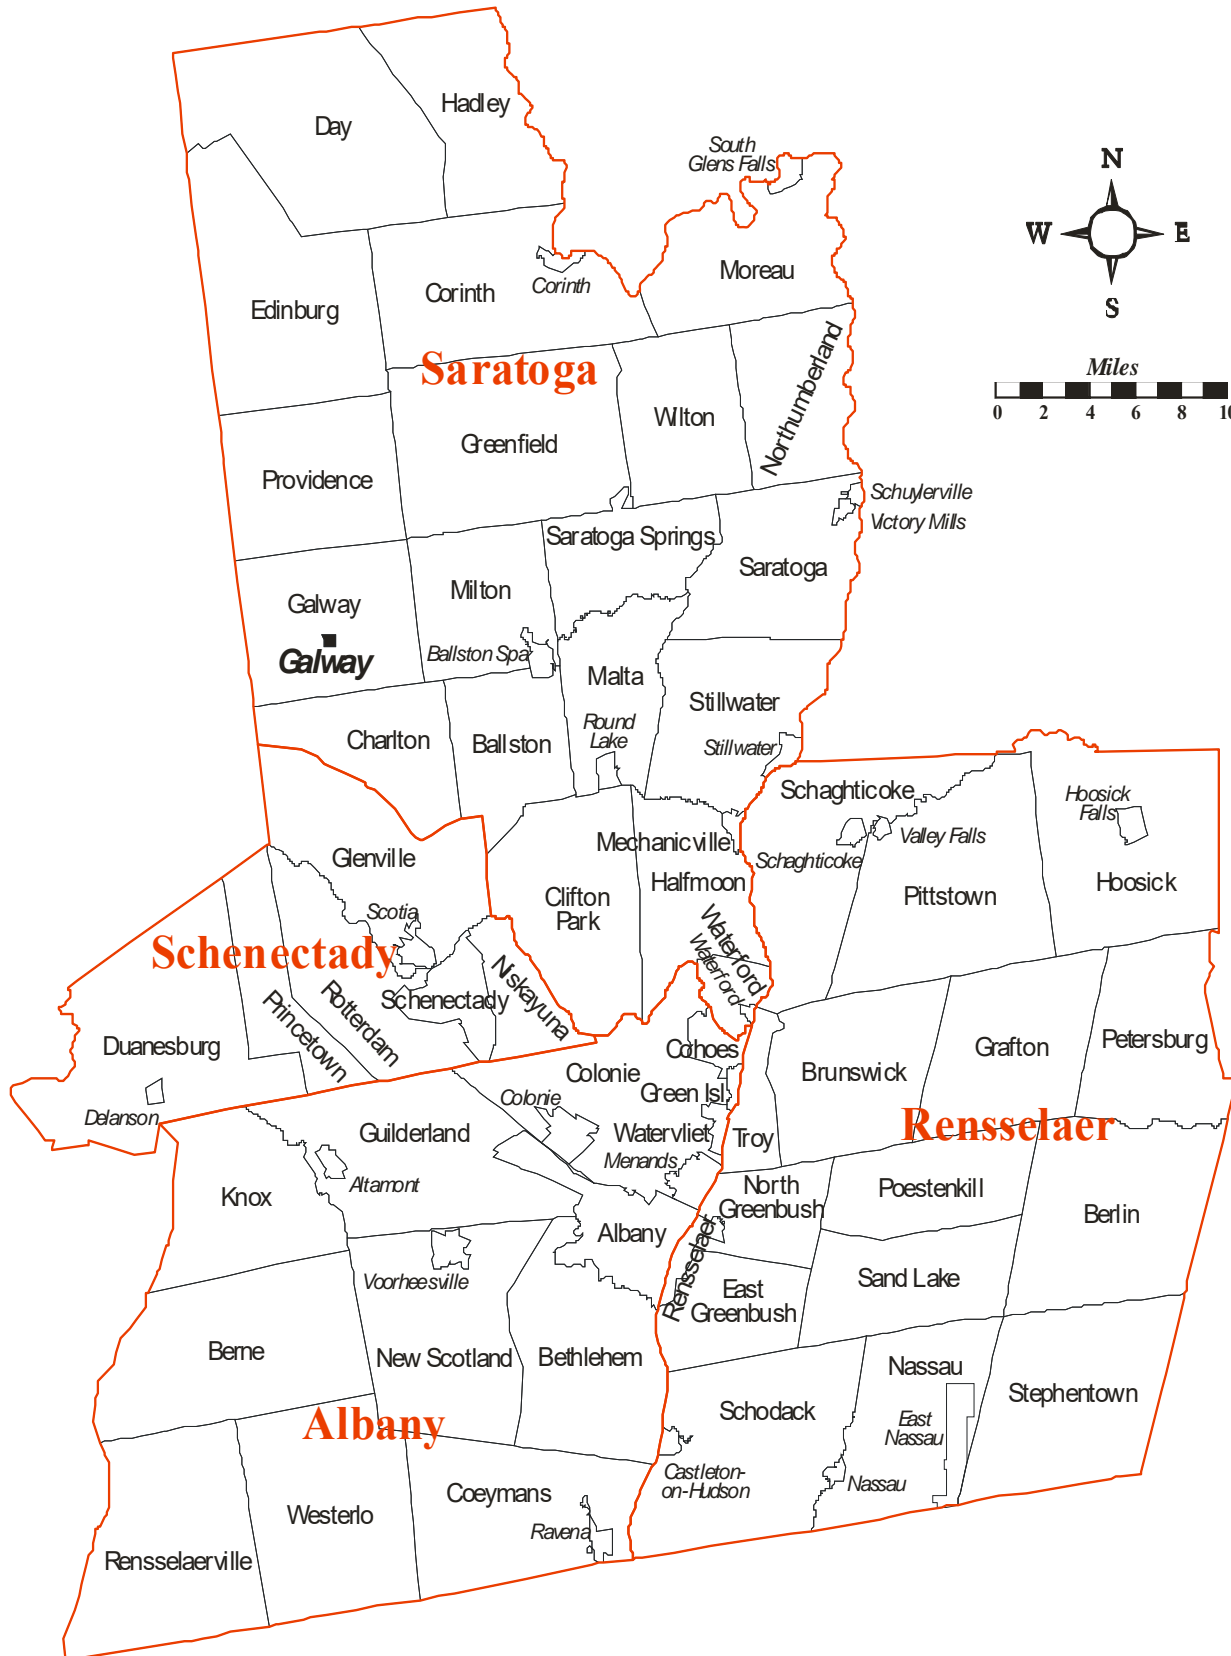 Hadley
Day
South
Glens Falls
N
W
E
S
Moreau
Corinth
Corinth
Edinburg
Saratoga
Northumberland
Miles
0 2 4 6 8 10
Wilton
Greenfield
Providence
Schuylerville
Victory Mills
Saratoga Springs
Saratoga
Milton
Galway
Galway
Ballston Spa
Malta
Stillwater
Round
Lake
Charlton
Ballston
Stillwater
Schaghticoke
Hoosick
Falls
Mechanicville
Valley Falls
Schaghticoke
Glenville
Halfmoon
Hoosick
Pittstown
Clifton
Park
Scotia
Waterford
Waterford
Schenectady
Niskayuna
Schenectady
Rotterdam
Princetown
Duanesburg
Cohoes
Grafton
Petersburg
Colonie
Brunswick
Green Isl.
Colonie
Delanson
Rensselaer
Guilderland
Watervliet
Troy
Menands
Altamont
Knox
North
Greenbush
Poestenkill
Berlin
Albany
Rensselaer
Voorheesville
Sand Lake
East
Greenbush
Berne
New Scotland
Bethlehem
Nassau
Stephentown
Albany
Schodack
East
Nassau
Castleton-
on-Hudson
Nassau
Coeymans
Westerlo
Ravena
Rensselaerville